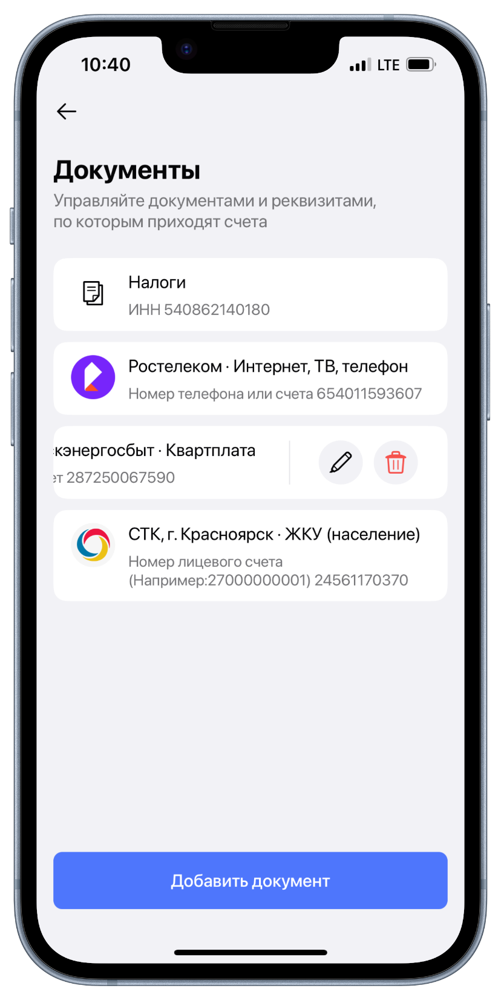 10:40
LTE
Документы
Управляйте документами и реквизитами,
по которым приходят счета
Налоги
ИНН 540862140180
Ростелеком · Интернет, ТВ, телефон
Номер телефона или счета 654011593607
скэнергосбыт · Квартплата
ет 287250067590
СТК, г. Красноярск · ЖКУ (население)
Номер лицевого счета
(Например:27000000001) 24561170370
Добавить документ